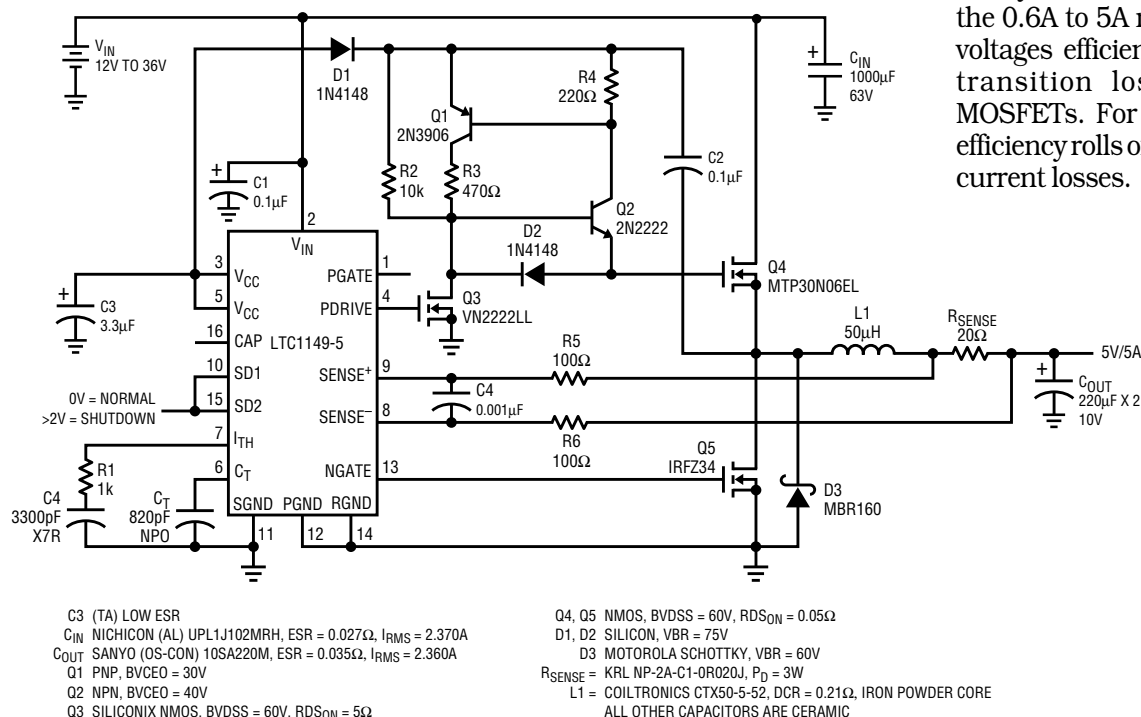 the 0.6A to 5A r
voltages efficien
transition los
MOSFETs. For
efficiency rolls o
current losses.
VIN
12V TO 36V
D1
1N4148
R4
220Ω
+
CIN
1000µF
63V
Q1
2N3906
R2
10k
R3
470Ω
C2
0.1µF
+
C1
0.1µF
Q2
2N2222
D2
1N4148
2
VIN
3
VCC
PGATE
1
5
VCC
PDRIVE
4
Q3
VN2222LL
Q4
MTP30N06EL
+
C3
3.3µF
16
CAP
LTC1149-5
L1
50µH
RSENSE
20Ω
5V/5A
R5
100Ω
10
SD1
SENSE+
9
0V = NORMAL
>2V = SHUTDOWN
15
SD2
C4
0.001µF
+
COUT
220µF X 2
10V
SENSE–
8
R6
100Ω
7
ITH
R1
1k
6
CT
NGATE
13
Q5
IRFZ34
D3
MBR160
C4
3300pF
X7R
CT
820pF
NPO
SGND
PGND
RGND
11
12
14
C3 (TA) LOW ESR
CIN NICHICON (AL) UPL1J102MRH, ESR = 0.027Ω, IRMS = 2.370A
COUT SANYO (OS-CON) 10SA220M, ESR = 0.035Ω, IRMS = 2.360A
Q1 PNP, BVCEO = 30V
Q2 NPN, BVCEO = 40V
Q3 SILICONIX NMOS, BVDSS = 60V, RDSON = 5Ω
Q4, Q5 NMOS, BVDSS = 60V, RDSON = 0.05Ω
D1, D2 SILICON, VBR = 75V
D3 MOTOROLA SCHOTTKY, VBR = 60V
RSENSE = KRL NP-2A-C1-0R020J, PD = 3W
L1 = COILTRONICS CTX50-5-52, DCR = 0.21Ω, IRON POWDER CORE
ALL OTHER CAPACITORS ARE CERAMIC